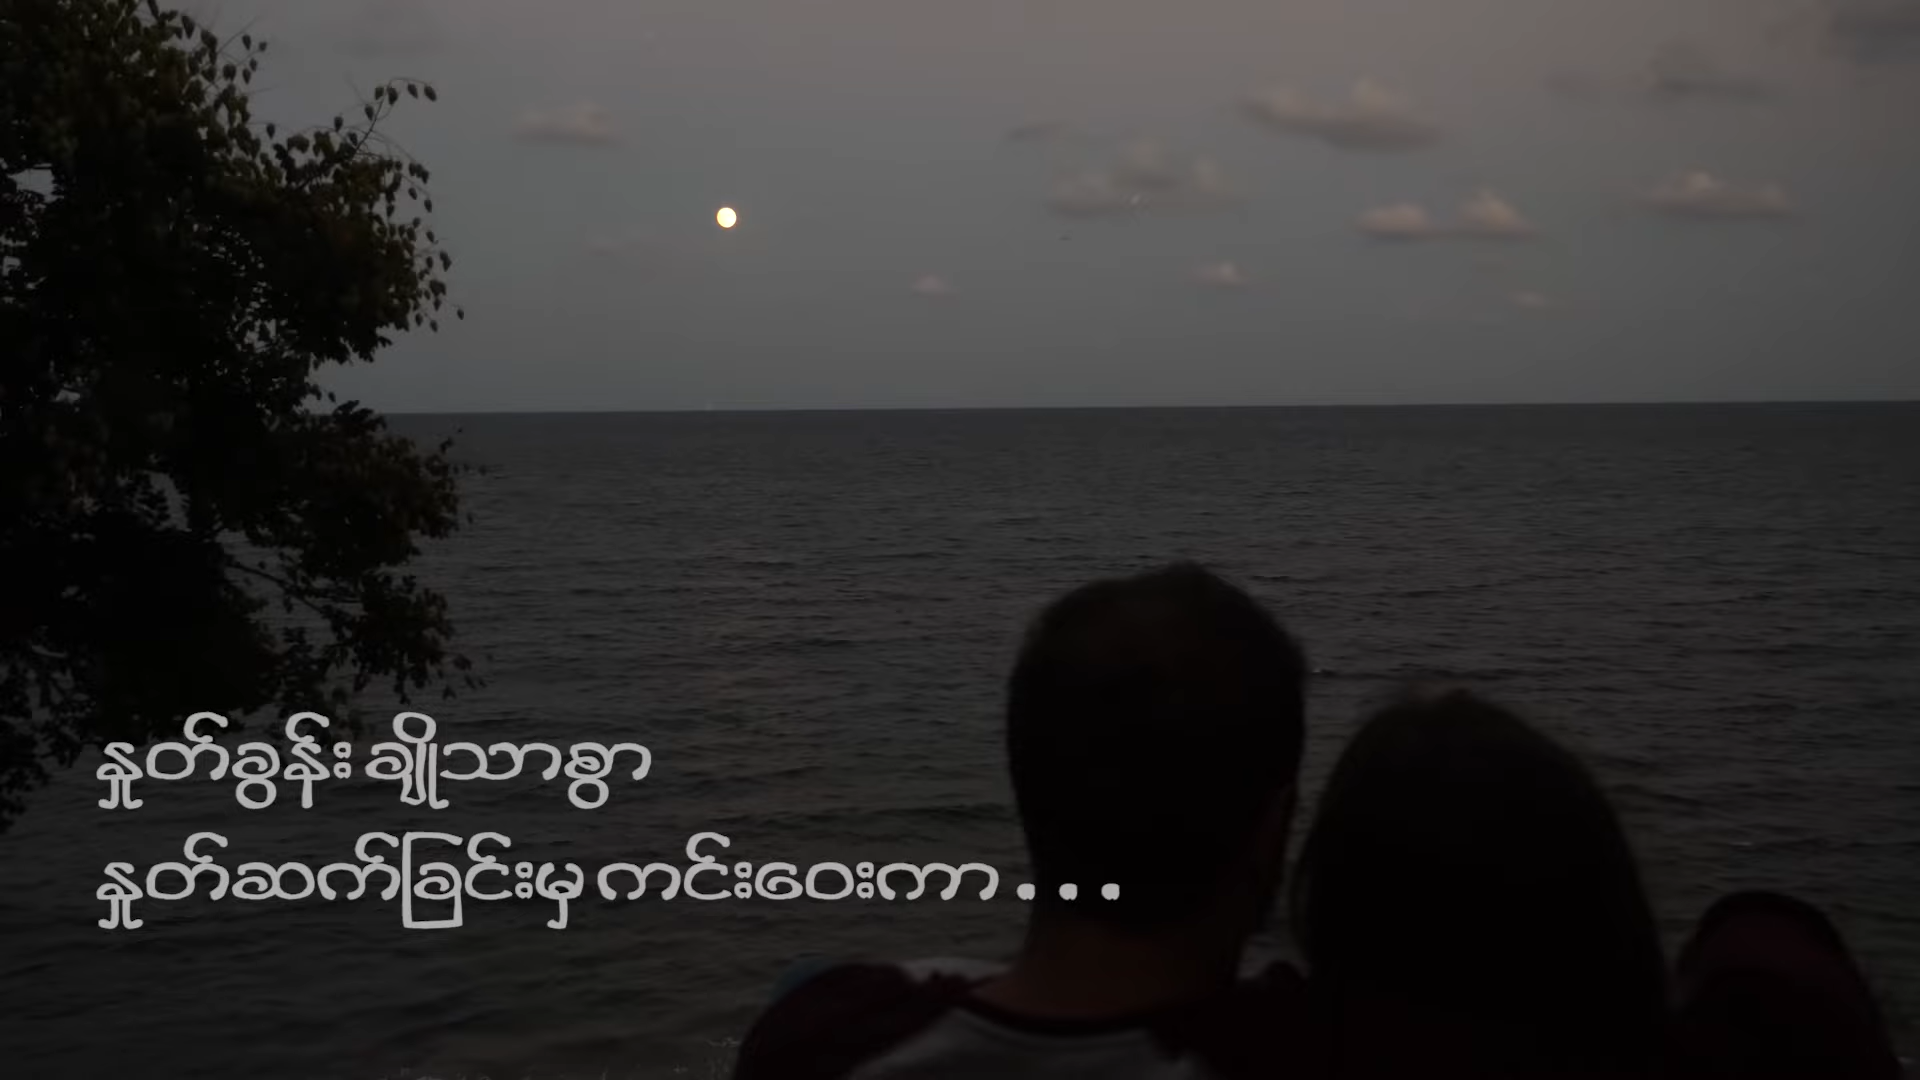 နှုတ်ခွန်း ချိုသာစွာ
နှုတ်ဆက်ခြင်းမှ ကင်းဝေးကာ . . .